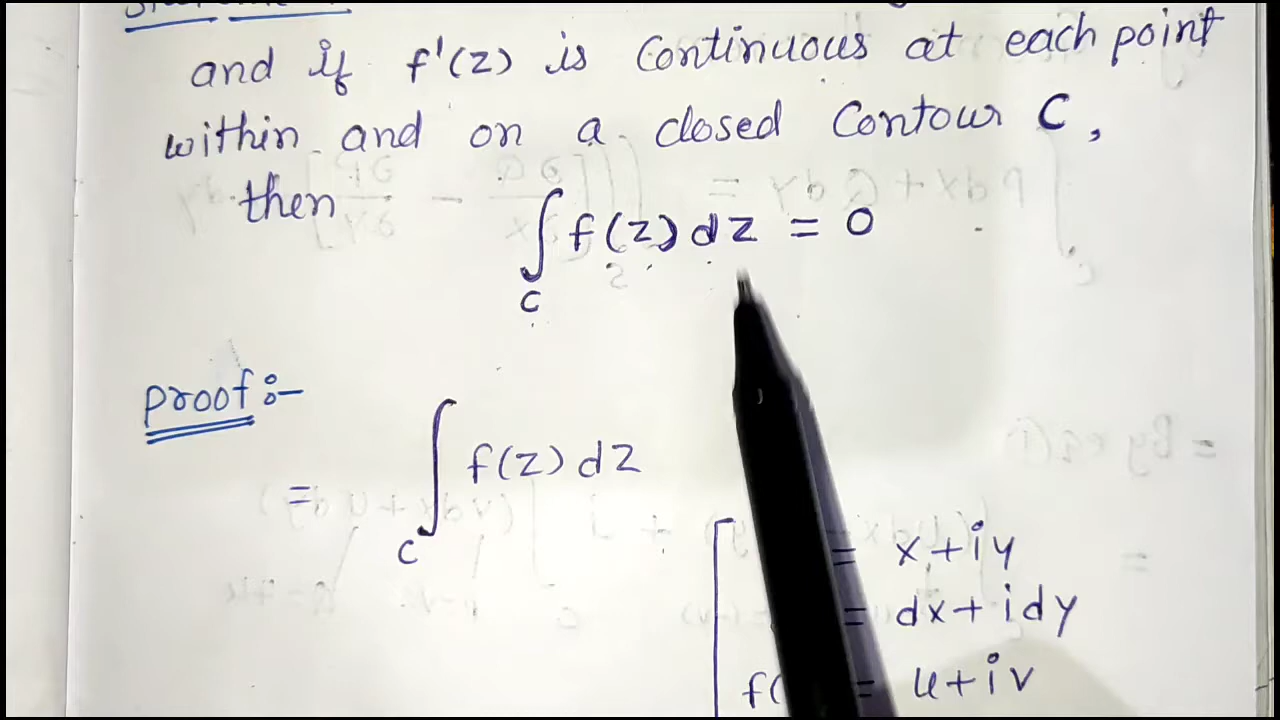 and if f'(z) is continuous at each point
within and on a closed contour C,
then
∫_C f(z) dz = 0
Proof :-
= ∫_C f(z) dz
= x + iy
= dx + i dy
f( = u + iv